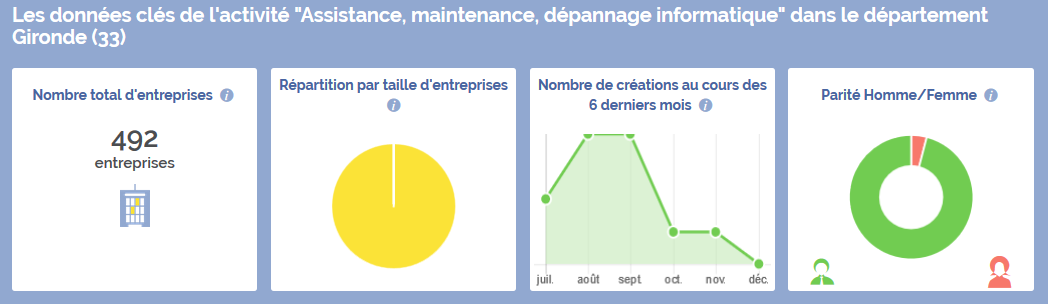 Les données clés de l'activité "Assistance, maintenance, dépannage informatique" dans le département
Gironde (33)
Nombre total d'entreprises i
492
entreprises
Répartition par taille d'entreprises
i
Nombre de créations au cours des
6 derniers mois i
juil. août sept. oct. nov. déc.
Parité Homme/Femme i